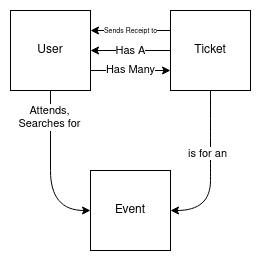 User
Sends Receipt to
Has A
Has Many
Ticket
Attends,
Searches for
is for an
Event